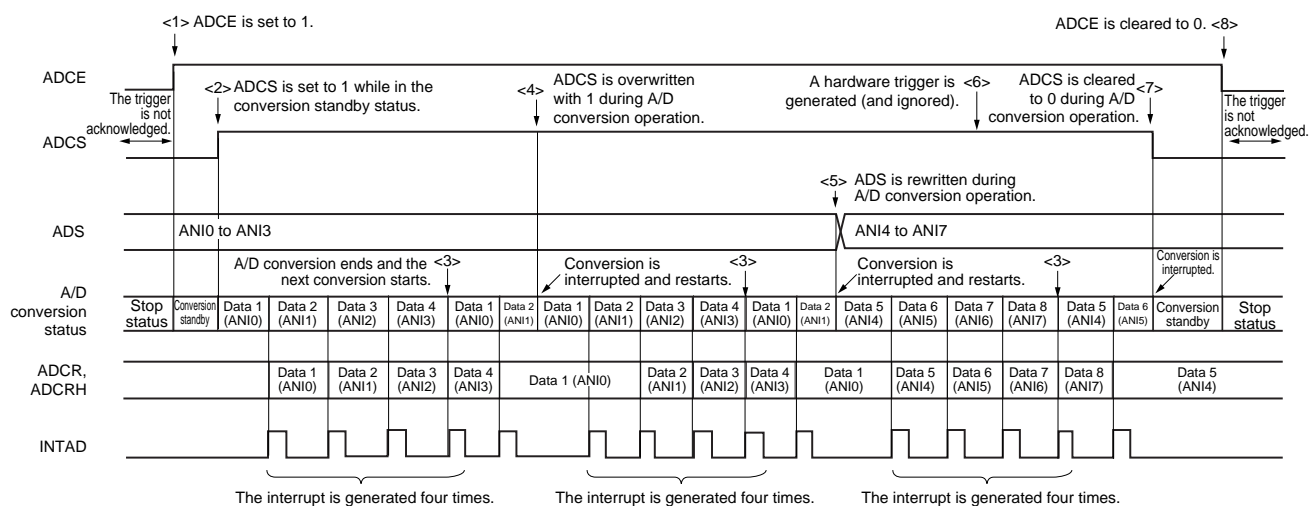 <1> ADCE is set to 1.
ADCE is cleared to 0. <8>
ADCE
The trigger
is not
acknowledged.
<2> ADCS is set to 1 while in the
conversion standby status.
<4> ADCS is overwritten
with 1 during A/D
conversion operation.
A hardware trigger is
generated (and ignored).
<6>
ADCS is cleared
to 0 during A/D
conversion operation.
<7>
The trigger
is not
acknowledged.
ADCS
<5> ADS is rewritten during
A/D conversion operation.
ADS
ANI0 to ANI3
ANI4 to ANI7
A/D conversion ends and the
next conversion starts.
<3>
Conversion is
interrupted and restarts.
<3>
Conversion is
interrupted and restarts.
<3>
Conversion is
interrupted.
A/D
conversion
status
Stop
status
Conversion
standby
Data 1
(ANI0)
Data 2
(ANI1)
Data 3
(ANI2)
Data 4
(ANI3)
Data 1
(ANI0)
Data 2
(ANI1)
Data 1
(ANI0)
Data 2
(ANI1)
Data 3
(ANI2)
Data 4
(ANI3)
Data 1
(ANI0)
Data 2
(ANI1)
Data 5
(ANI4)
Data 6
(ANI5)
Data 7
(ANI6)
Data 8
(ANI7)
Data 5
(ANI4)
Data 6
(ANI5)
Conversion
standby
Stop
status
ADCR,
ADCRH
Data 1
(ANI0)
Data 2
(ANI1)
Data 3
(ANI2)
Data 4
(ANI3)
Data 1 (ANI0)
Data 2
(ANI1)
Data 3
(ANI2)
Data 4
(ANI3)
Data 1
(ANI0)
Data 5
(ANI4)
Data 6
(ANI5)
Data 7
(ANI6)
Data 8
(ANI7)
Data 5
(ANI4)
INTAD
The interrupt is generated four times.
The interrupt is generated four times.
The interrupt is generated four times.